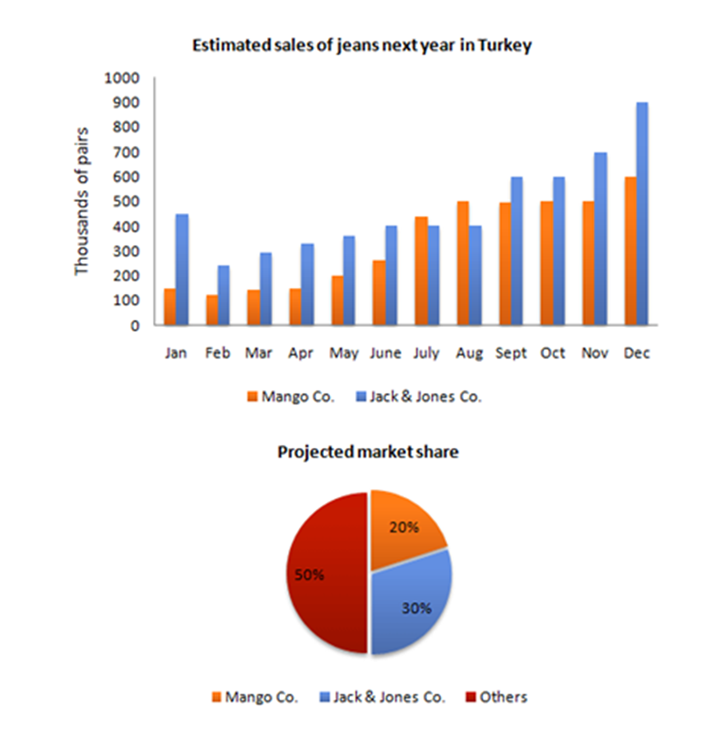 Estimated sales of jeans next year in Turkey
Thousands of pairs
1000
900
800
700
600
500
400
300
200
100
0
Jan Feb Mar Apr May June July Aug Sept Oct Nov Dec
Mango Co. Jack & Jones Co.
Projected market share
20%
50%
30%
Mango Co. Jack & Jones Co. Others